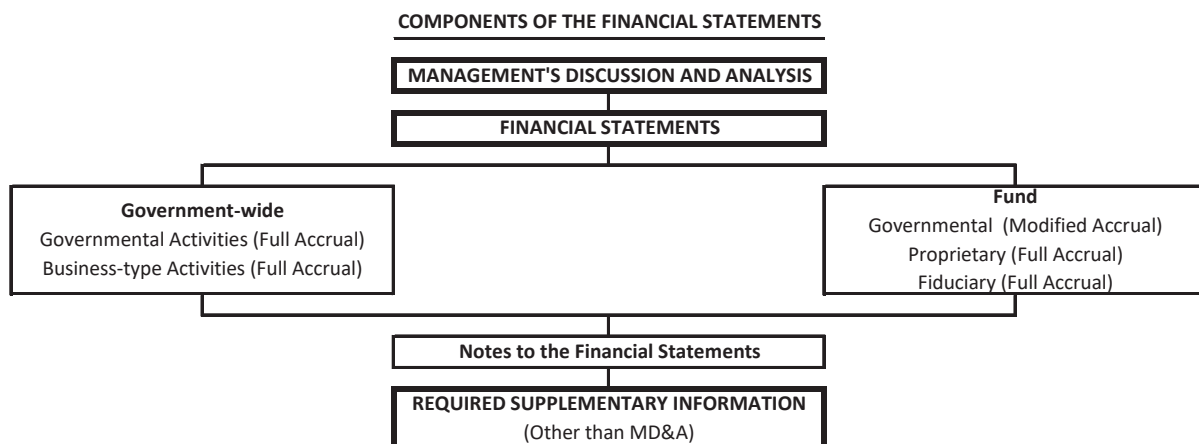 COMPONENTS OF THE FINANCIAL STATEMENTS
MANAGEMENT'S DISCUSSION AND ANALYSIS
FINANCIAL STATEMENTS
Government-wide
Governmental Activities (Full Accrual)
Business-type Activities (Full Accrual)
Fund
Governmental (Modified Accrual)
Proprietary (Full Accrual)
Fiduciary (Full Accrual)
Notes to the Financial Statements
REQUIRED SUPPLEMENTARY INFORMATION
(Other than MD&A)